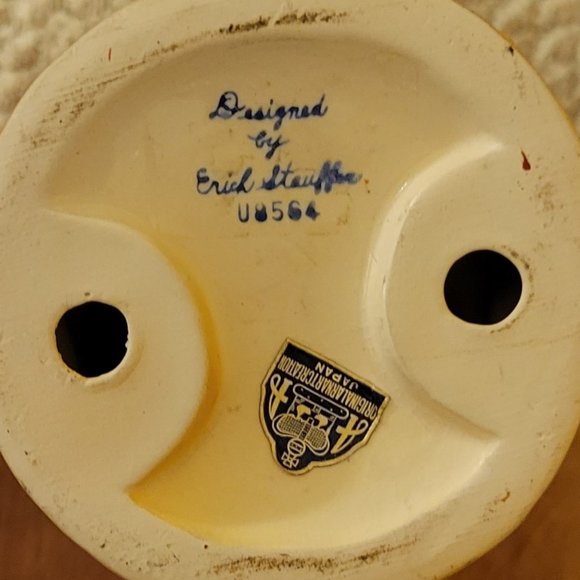 Designed
by
Erich Stauffer
U8564
ORIGINAL ARNART CREATION
JAPAN